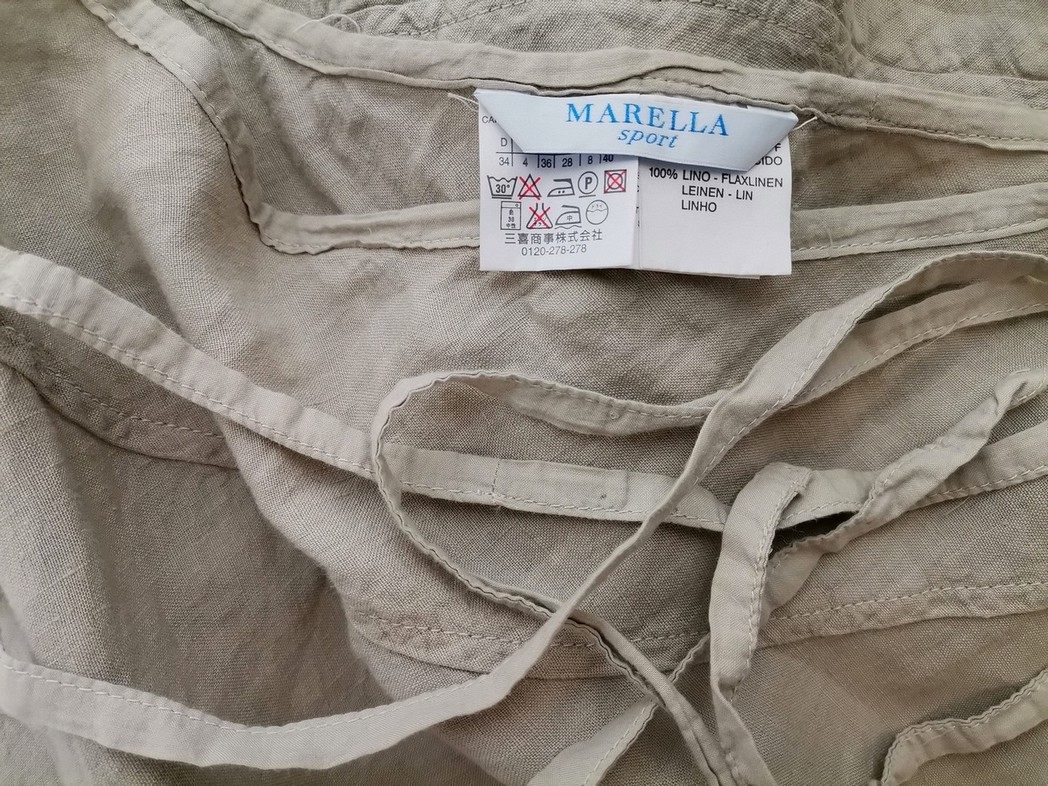 MARELLA
sport
D
34 4 36 28 8 40
30° P
中
三喜商事株式会社
0120-278-278
100% LINO - FLAXLINEN
LEINEN - LIN
LINHO